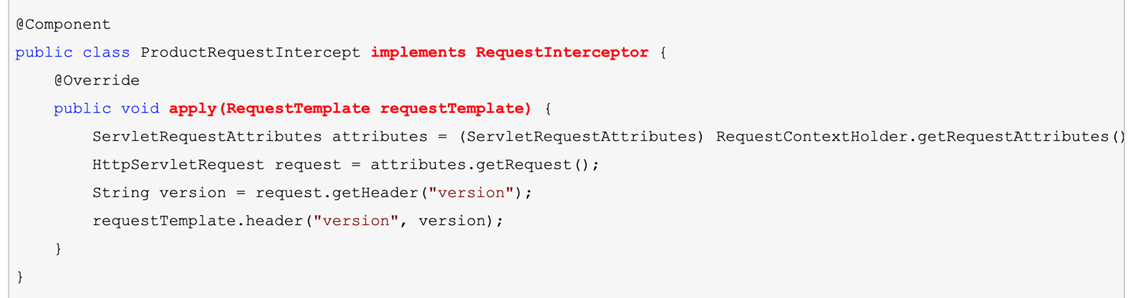 @Component
public class ProductRequestIntercept implements RequestInterceptor {
@Override
public void apply(RequestTemplate requestTemplate) {
ServletRequestAttributes attributes = (ServletRequestAttributes) RequestContextHolder.getRequestAttributes()
HttpServletRequest request = attributes.getRequest();
String version = request.getHeader("version");
requestTemplate.header("version", version);
}
}